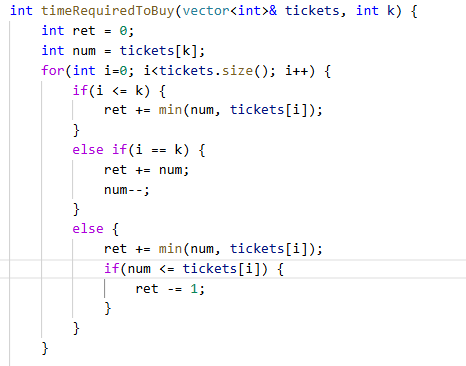 int timeRequiredToBuy(vector<int>& tickets, int k) {
    int ret = 0;
    int num = tickets[k];
    for(int i=0; i<tickets.size(); i++) {
        if(i <= k) {
            ret += min(num, tickets[i]);
        }
        else if(i == k) {
            ret += num;
            num--;
        }
        else {
            ret += min(num, tickets[i]);
            if(num <= tickets[i]) {
                ret -= 1;
            }
        }
    }